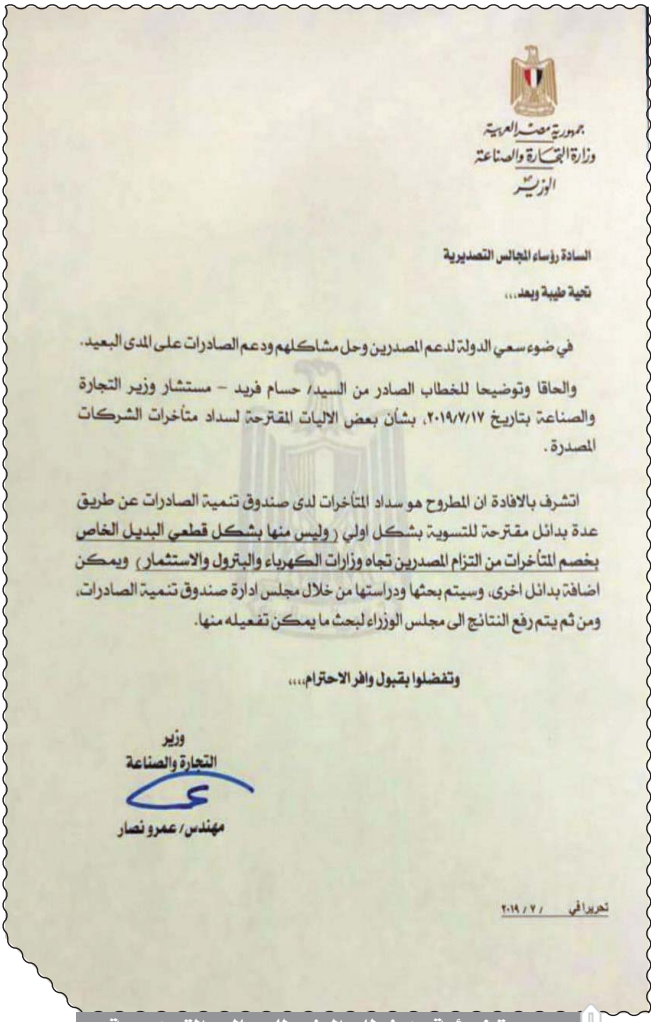 جمهورية مصر العربية
وزارة التجارة والصناعة
الوزير
السادة رؤساء المجالس التصديرية
تحية طيبة وبعد،،،
في ضوء سعي الدولة لدعم المصدرين وحل مشاكلهم ودعم الصادرات على المدى البعيد.
والحاقا وتوضيحا للخطاب الصادر من السيد/ حسام فريد – مستشار وزير التجارة
والصناعة بتاريخ ٢٠١٩/٧/١٧، بشأن بعض الاليات المقترحة لسداد متأخرات الشركات
المصدرة.
اتشرف بالافادة ان المطروح هو سداد المتأخرات لدى صندوق تنمية الصادرات عن طريق
عدة بدائل مقترحة للتسوية بشكل اولي (وليس منها بشكل قطعي البديل الخاص
بخصم المتأخرات من التزام المصدرين تجاه وزارات الكهرباء والبترول والاستثمار) ويمكن
اضافة بدائل اخرى، وسيتم بحثها ودراستها من خلال مجلس ادارة صندوق تنمية الصادرات،
ومن ثم يتم رفع النتائج الى مجلس الوزراء لبحث ما يمكن تفعيله منها.
وتفضلوا بقبول وافر الاحترام،،،،
وزير
التجارة والصناعة
مهندس/ عمرو نصار
تحريرا في / ٧ / ٢٠١٩